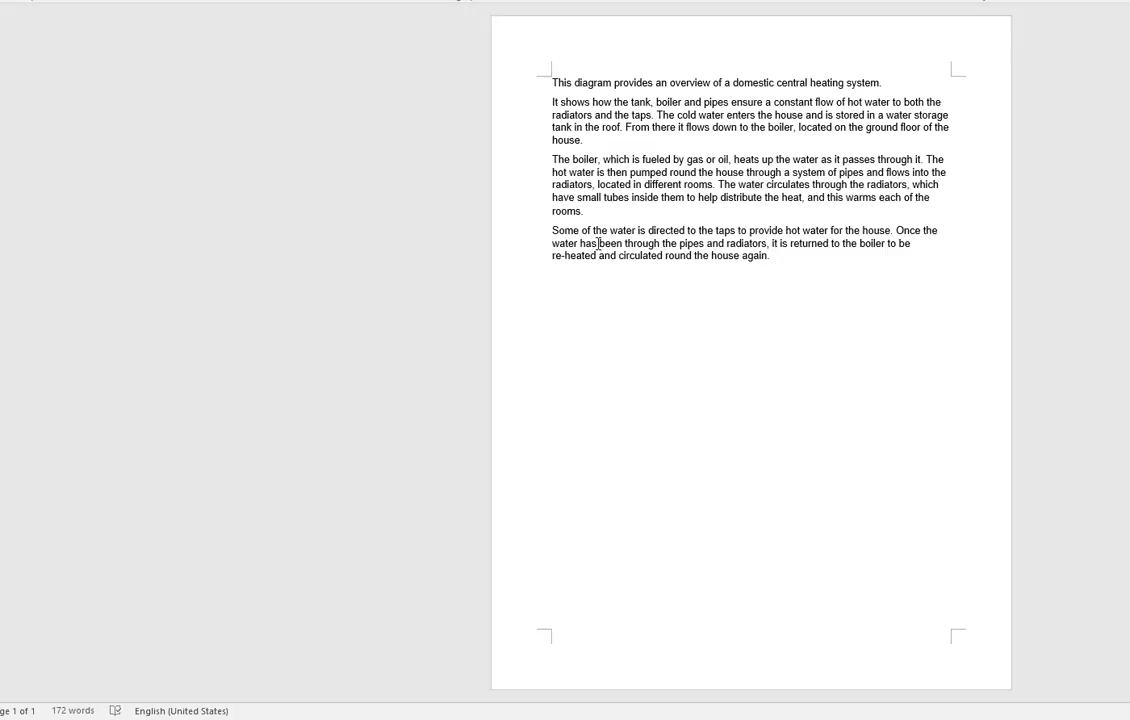 This diagram provides an overview of a domestic central heating system.
It shows how the tank, boiler and pipes ensure a constant flow of hot water to both the
radiators and the taps. The cold water enters the house and is stored in a water storage
tank in the roof. From there it flows down to the boiler, located on the ground floor of the
house.
The boiler, which is fueled by gas or oil, heats up the water as it passes through it. The
hot water is then pumped round the house through a system of pipes and flows into the
radiators, located in different rooms. The water circulates through the radiators, which
have small tubes inside them to help distribute the heat, and this warms each of the
rooms.
Some of the water is directed to the taps to provide hot water for the house. Once the
water has been through the pipes and radiators, it is returned to the boiler to be
re-heated and circulated round the house again.
ge 1 of 1 172 words English (United States)